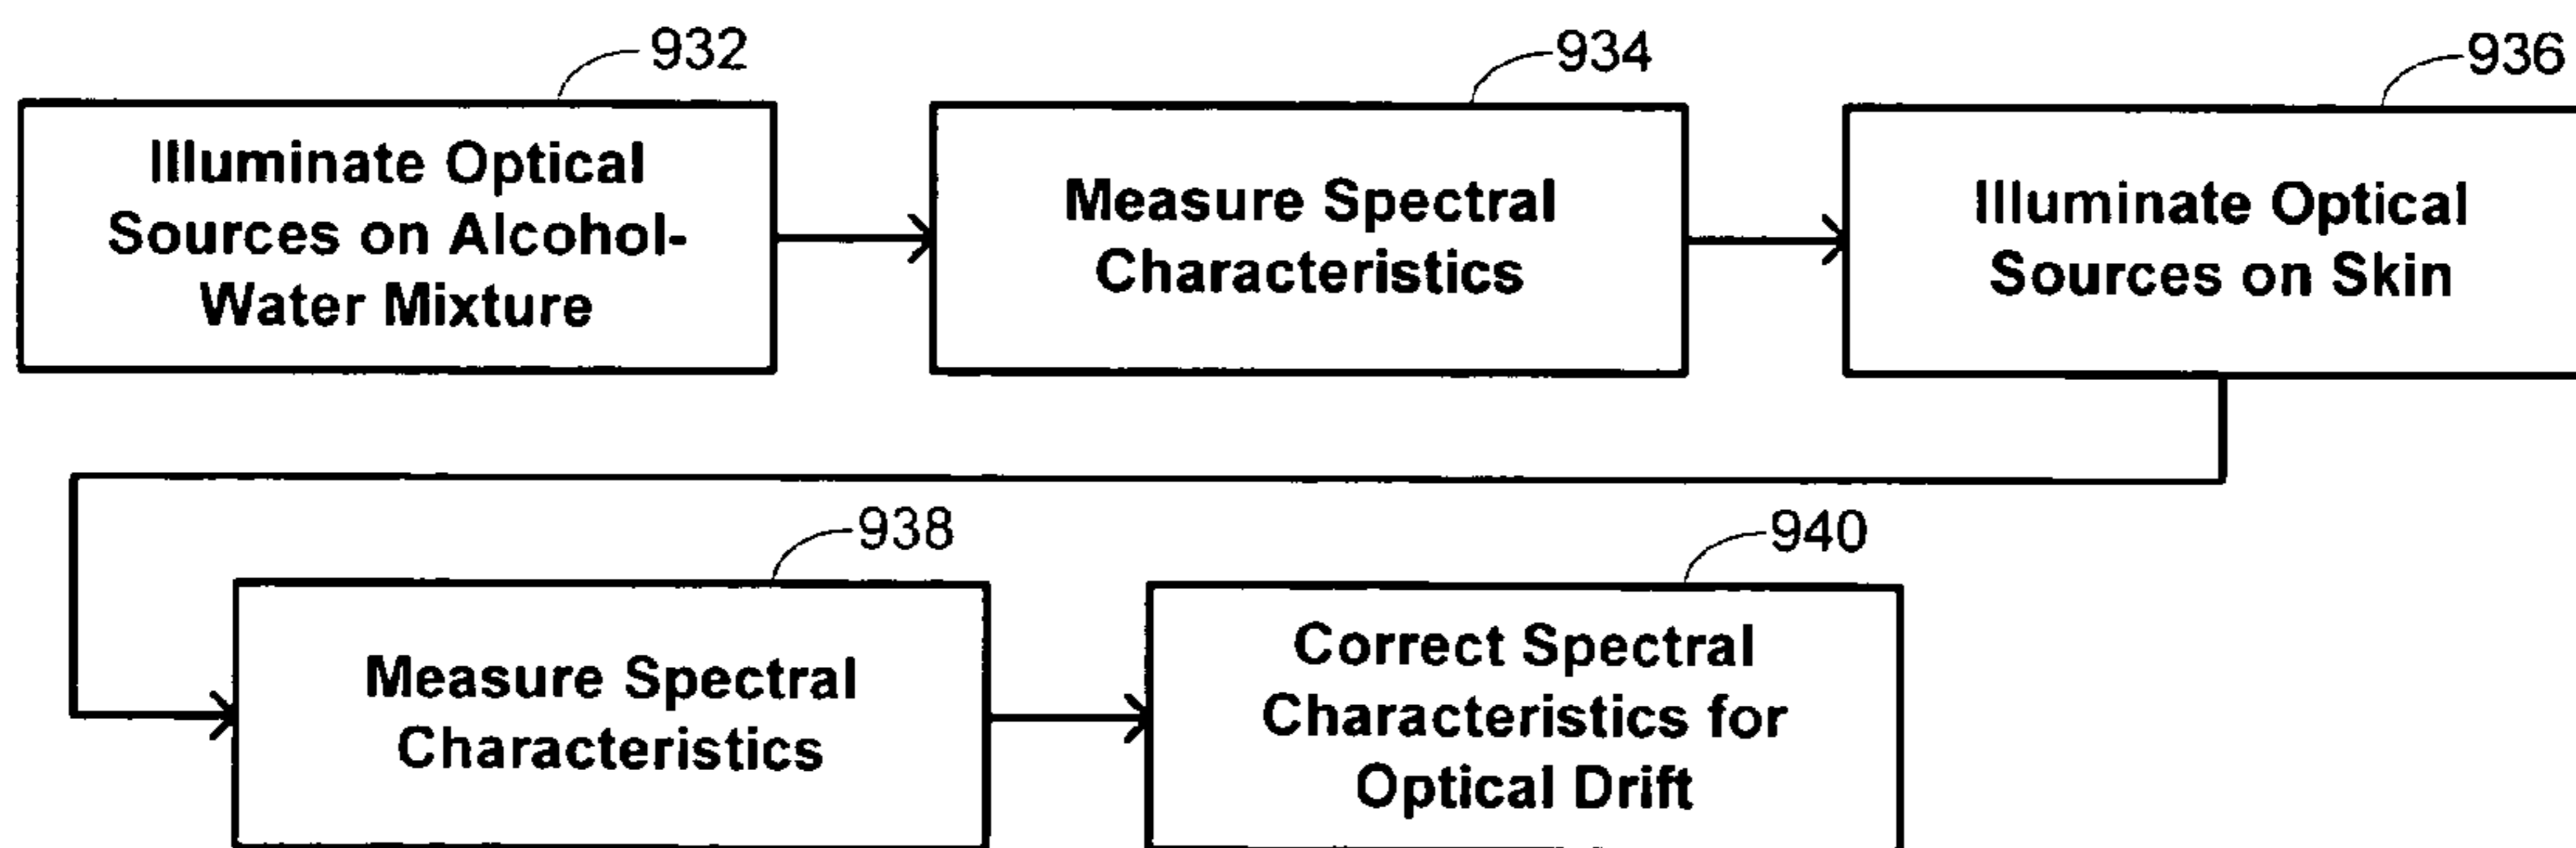 932
934
936
Illuminate Optical
Sources on Alcohol-
Water Mixture
Measure Spectral
Characteristics
Illuminate Optical
Sources on Skin
938
940
Measure Spectral
Characteristics
Correct Spectral
Characteristics for
Optical Drift